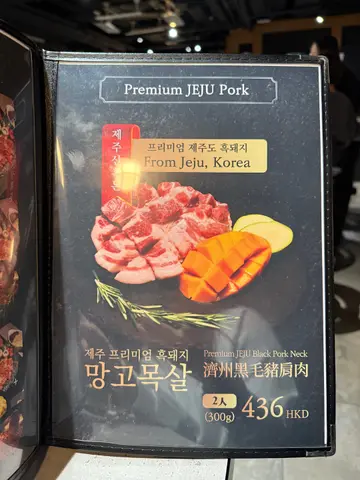 Premium JEJU Pork
프리미엄 제주도 흑돼지
From Jeju, Korea
제주 프리미엄 흑돼지
망고목살
Premium JEJU Black Pork Neck
濟州黑毛豬肩肉
2人
(300g)
436 HKD